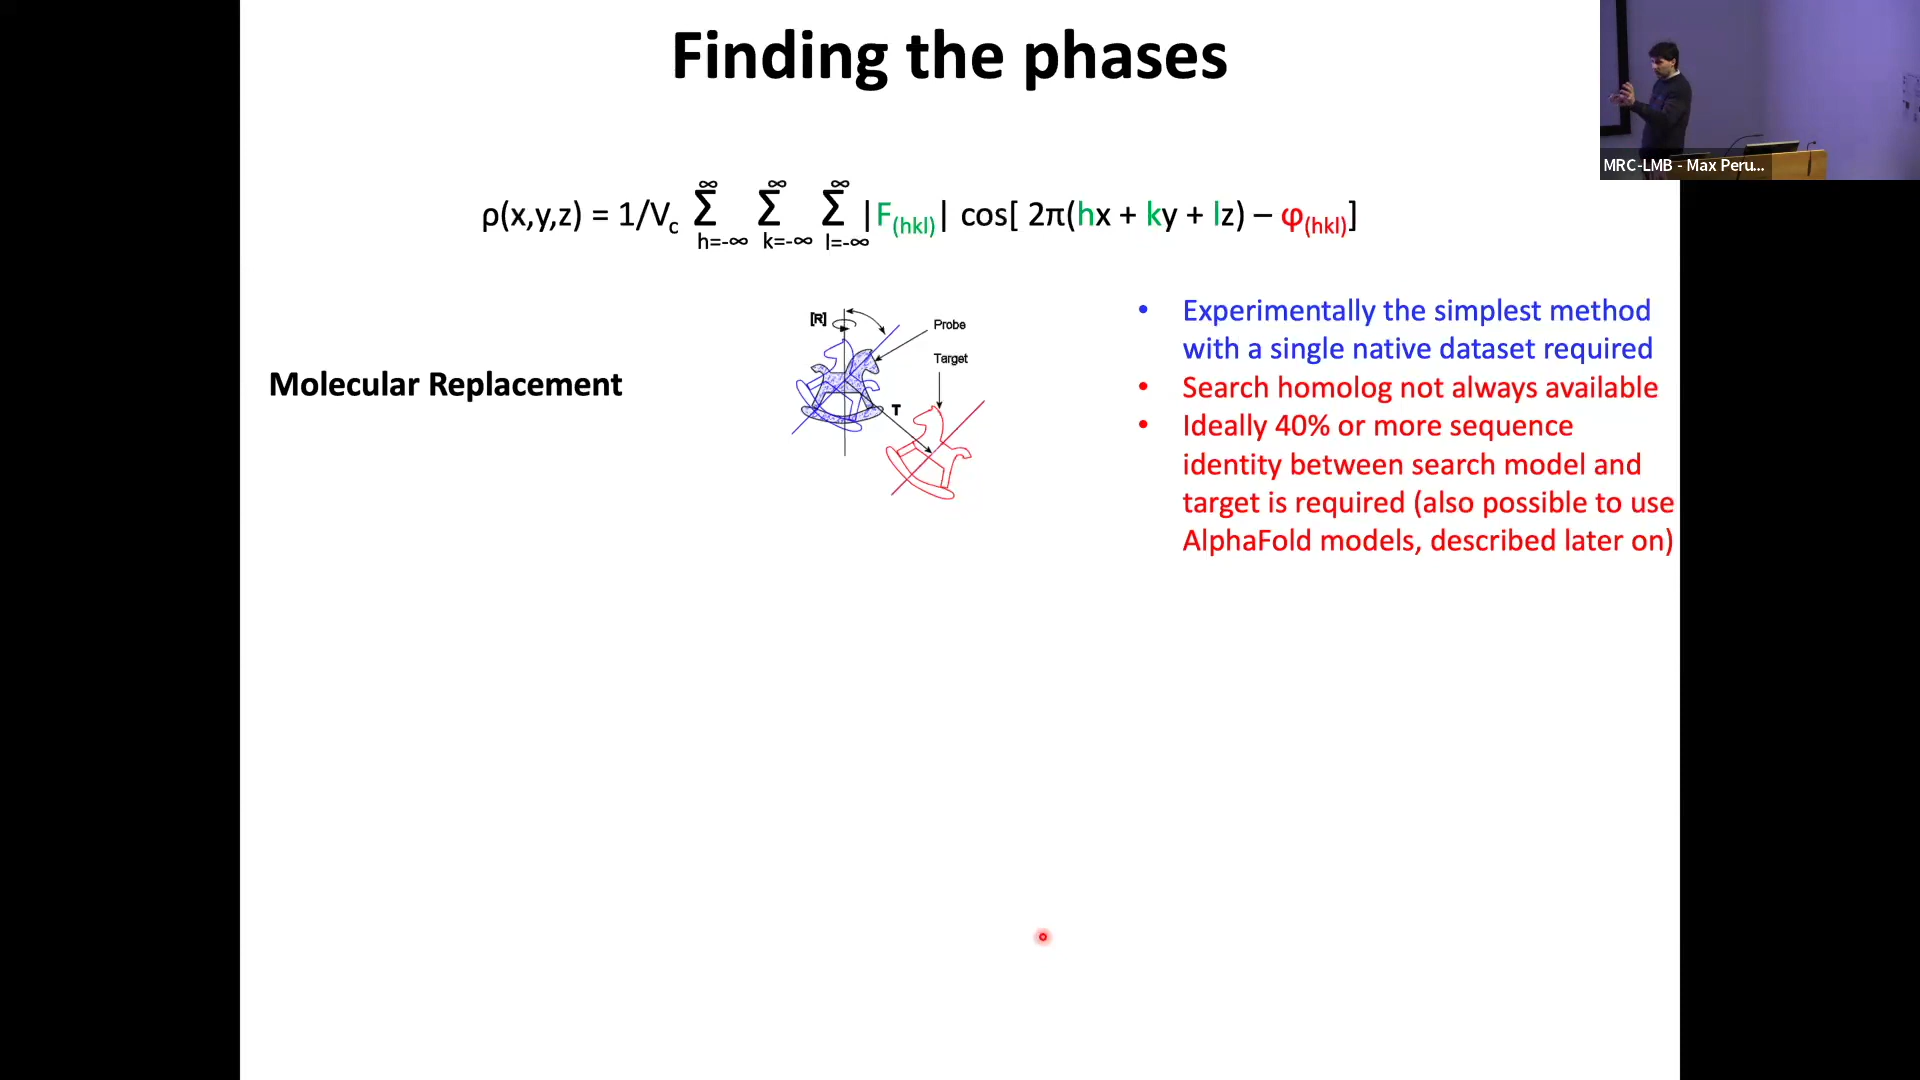 Finding the phases
MRC-LMB - Max Peru...
ρ(x,y,z) = 1/Vc Σ Σ Σ |F(hkl)| cos[ 2π(hx + ky + lz) – φ(hkl)]
∞ ∞ ∞
h=-∞ k=-∞ l=-∞
[R]
Probe
Target
T
Molecular Replacement
• Experimentally the simplest method
with a single native dataset required
• Search homolog not always available
• Ideally 40% or more sequence
identity between search model and
target is required (also possible to use
AlphaFold models, described later on)